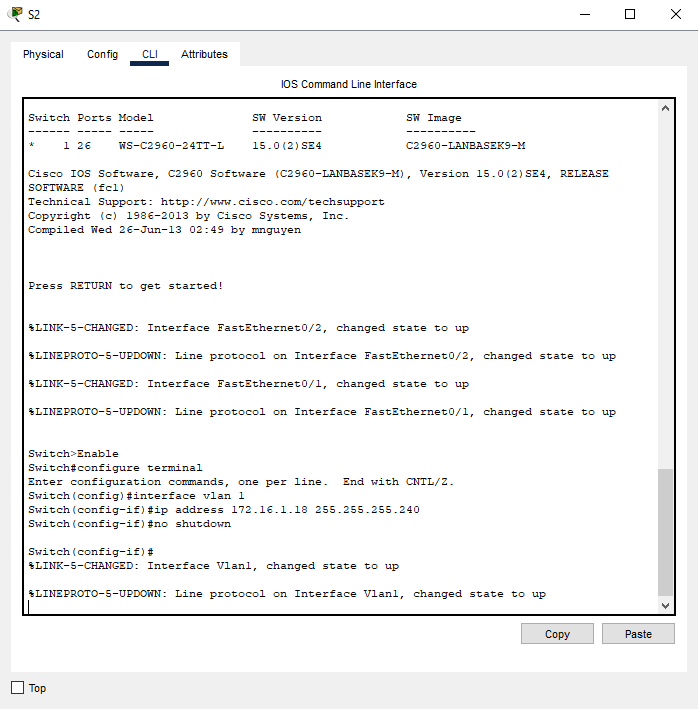 S2
Physical Config CLI Attributes
IOS Command Line Interface
Switch Ports Model SW Version SW Image
------ ----- ----- ---------- ----------
* 1 26 WS-C2960-24TT-L 15.0(2)SE4 C2960-LANBASEK9-M
Cisco IOS Software, C2960 Software (C2960-LANBASEK9-M), Version 15.0(2)SE4, RELEASE
SOFTWARE (fc1)
Technical Support: http://www.cisco.com/techsupport
Copyright (c) 1986-2013 by Cisco Systems, Inc.
Compiled Wed 26-Jun-13 02:49 by mnguyen
Press RETURN to get started!
%LINK-5-CHANGED: Interface FastEthernet0/2, changed state to up
%LINEPROTO-5-UPDOWN: Line protocol on Interface FastEthernet0/2, changed state to up
%LINK-5-CHANGED: Interface FastEthernet0/1, changed state to up
%LINEPROTO-5-UPDOWN: Line protocol on Interface FastEthernet0/1, changed state to up
Switch>Enable
Switch#configure terminal
Enter configuration commands, one per line. End with CNTL/Z.
Switch(config)#interface vlan 1
Switch(config-if)#ip address 172.16.1.18 255.255.255.240
Switch(config-if)#no shutdown
Switch(config-if)#
%LINK-5-CHANGED: Interface Vlan1, changed state to up
%LINEPROTO-5-UPDOWN: Line protocol on Interface Vlan1, changed state to up
Copy Paste
Top